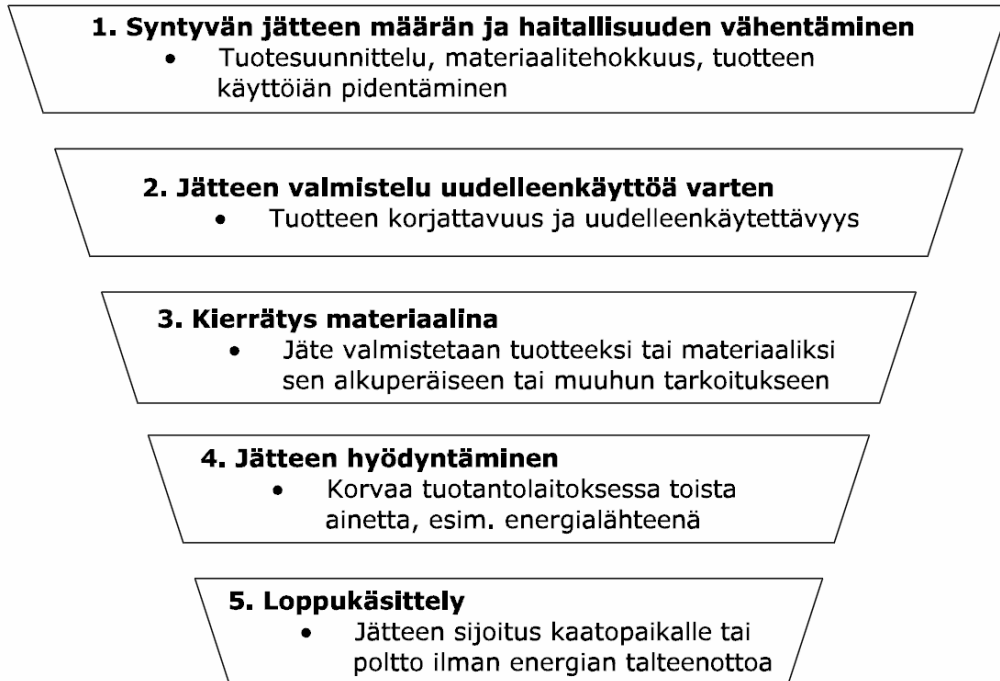 1. Syntyvän jätteen määrän ja haitallisuuden vähentäminen
• Tuotesuunnittelu, materiaalitehokkuus, tuotteen
käyttöiän pidentäminen
2. Jätteen valmistelu uudelleenkäyttöä varten
• Tuotteen korjattavuus ja uudelleenkäytettävyys
3. Kierrätys materiaalina
• Jäte valmistetaan tuotteeksi tai materiaaliksi
sen alkuperäiseen tai muuhun tarkoitukseen
4. Jätteen hyödyntäminen
• Korvaa tuotantolaitoksessa toista
ainetta, esim. energialähteenä
5. Loppukäsittely
• Jätteen sijoitus kaatopaikalle tai
poltto ilman energian talteenottoa